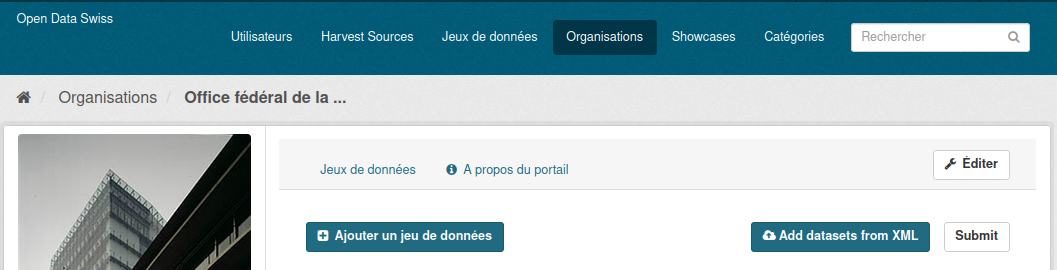 Open Data Swiss
Utilisateurs Harvest Sources Jeux de données Organisations Showcases Catégories Rechercher
/ Organisations / Office fédéral de la ...
Jeux de données A propos du portail Éditer
Ajouter un jeu de données Add datasets from XML Submit